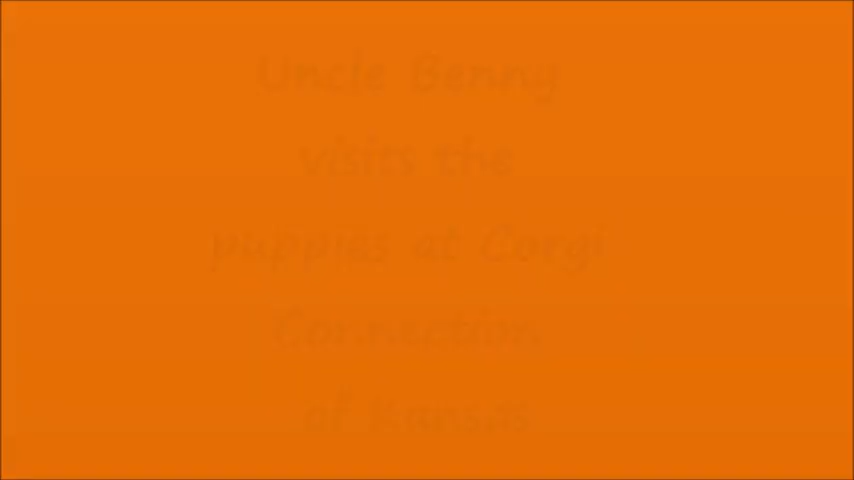 Uncle Benny
visits the
puppies at Corgi
Connection
of Kansas